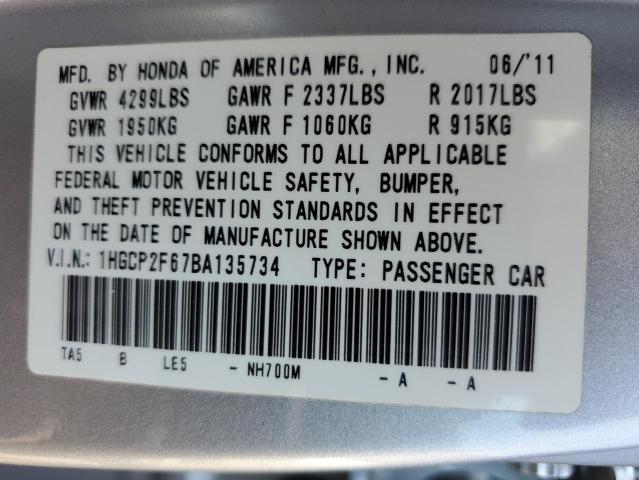 MFD. BY HONDA OF AMERICA MFG., INC. 06/'11
GVWR 4299LBS GAWR F 2337LBS R 2017LBS
GVWR 1950KG GAWR F 1060KG R 915KG
THIS VEHICLE CONFORMS TO ALL APPLICABLE
FEDERAL MOTOR VEHICLE SAFETY, BUMPER,
AND THEFT PREVENTION STANDARDS IN EFFECT
ON THE DATE OF MANUFACTURE SHOWN ABOVE.
V.I.N.: 1HGCP2F67BA135734 TYPE: PASSENGER CAR
TA5 B LE5 - NH700M - A - A